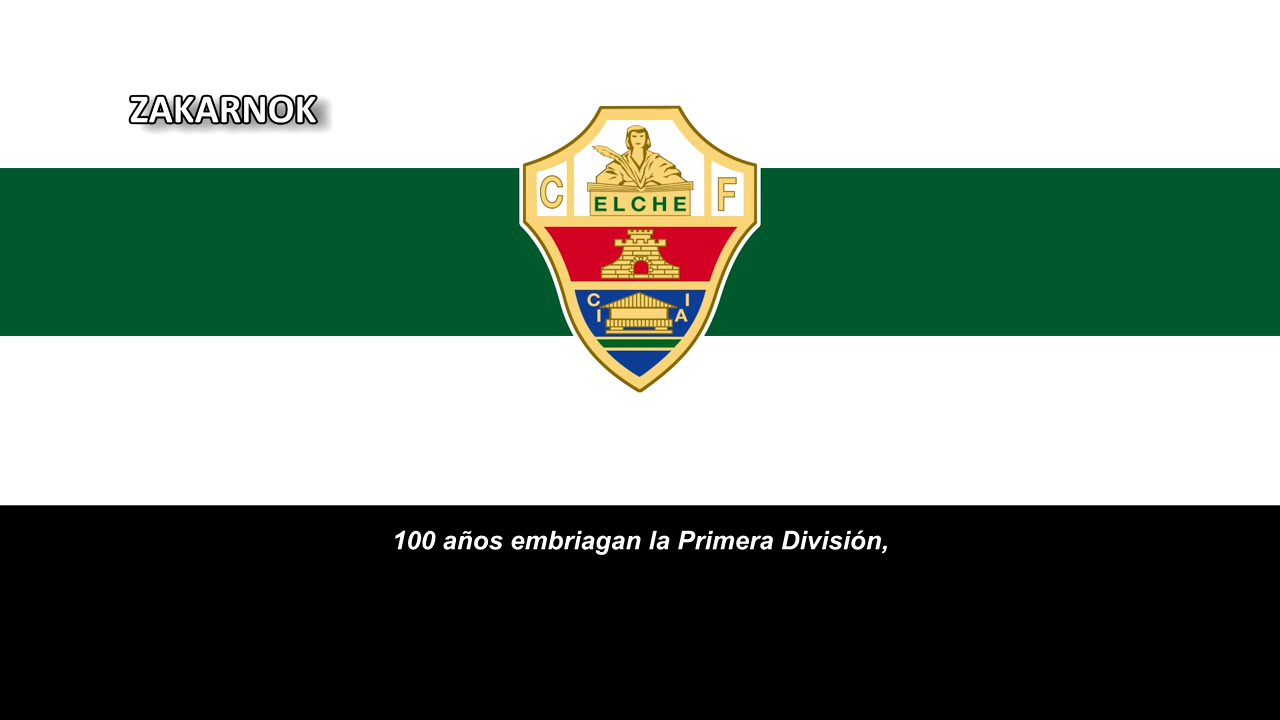 ZAKARNOK
C F
ELCHE
C I
I A
100 años embriagan la Primera División,